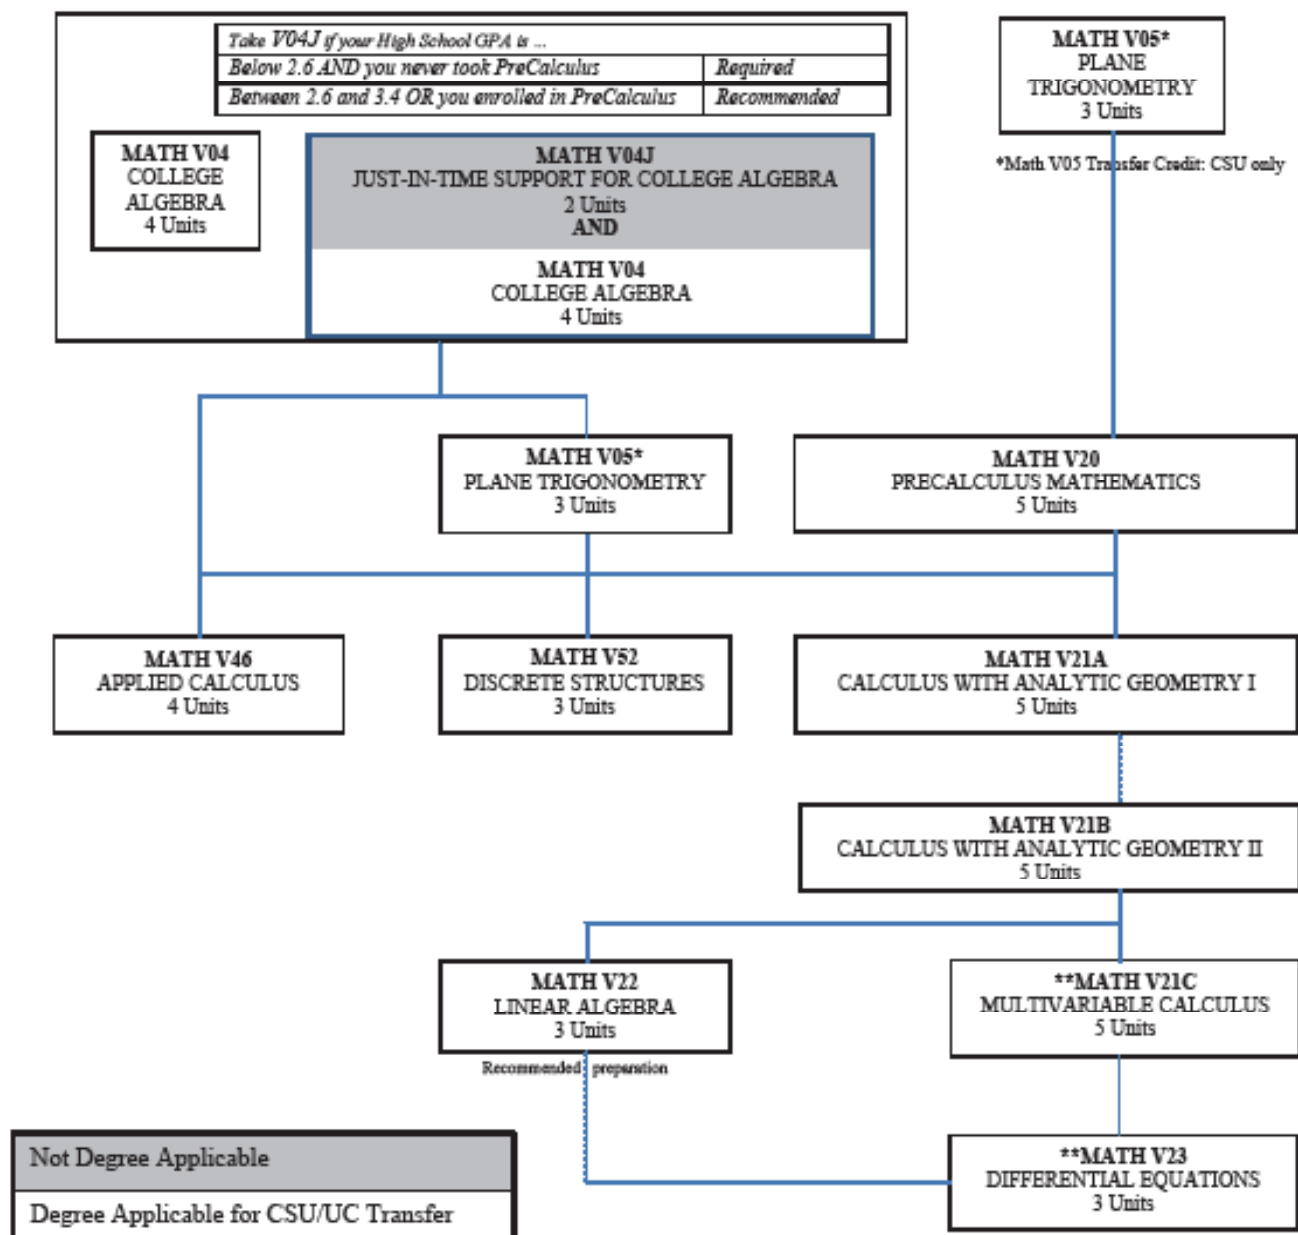 Take V04J if your High School GPA is ...
Below 2.6 AND you never took PreCalculus Required
Between 2.6 and 3.4 OR you enrolled in PreCalculus Recommended
MATH V04
COLLEGE
ALGEBRA
4 Units
MATH V04J
JUST-IN-TIME SUPPORT FOR COLLEGE ALGEBRA
2 Units
AND
MATH V04
COLLEGE ALGEBRA
4 Units
MATH V05*
PLANE
TRIGONOMETRY
3 Units
*Math V05 Transfer Credit: CSU only
MATH V05*
PLANE TRIGONOMETRY
3 Units
MATH V20
PRECALCULUS MATHEMATICS
5 Units
MATH V46
APPLIED CALCULUS
4 Units
MATH V52
DISCRETE STRUCTURES
3 Units
MATH V21A
CALCULUS WITH ANALYTIC GEOMETRY I
5 Units
MATH V21B
CALCULUS WITH ANALYTIC GEOMETRY II
5 Units
MATH V22
LINEAR ALGEBRA
3 Units
Recommended preparation
**MATH V21C
MULTIVARIABLE CALCULUS
5 Units
**MATH V23
DIFFERENTIAL EQUATIONS
3 Units
Not Degree Applicable
Degree Applicable for CSU/UC Transfer